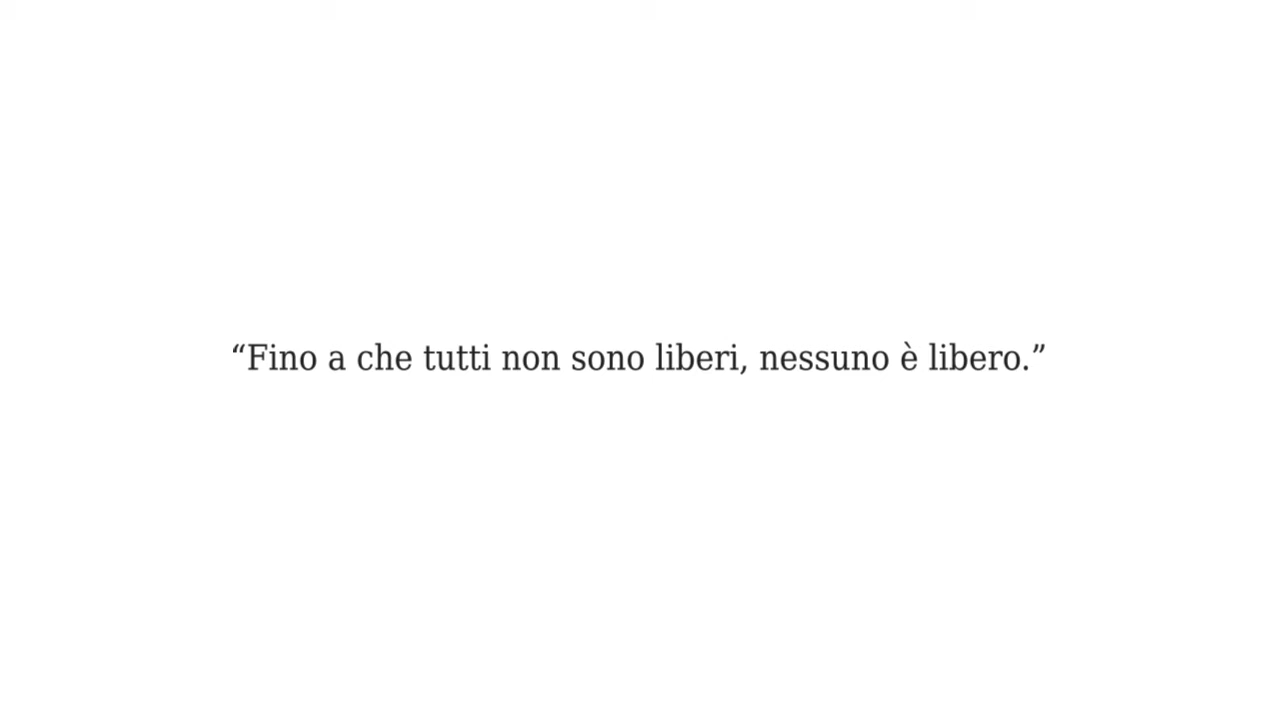 “Fino a che tutti non sono liberi, nessuno è libero.”